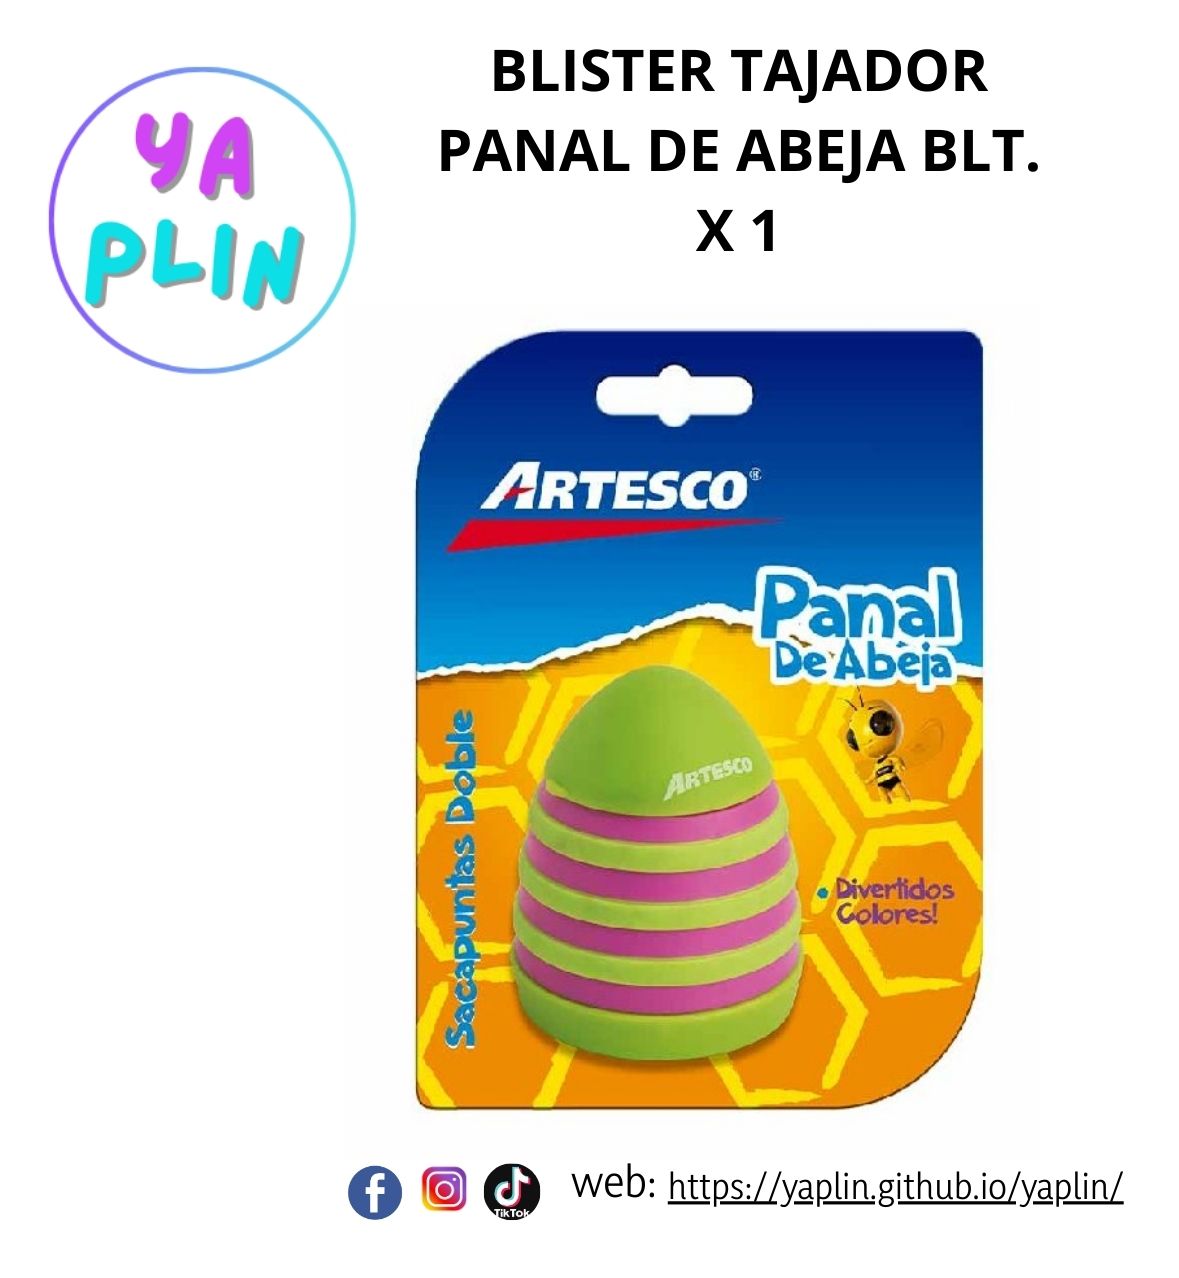 BLISTER TAJADOR
PANAL DE ABEJA BLT.
X 1
YA
PLIN
ARTESCO®
Panal
De Abeja
Sacapuntas Doble
ARTESCO
• Divertidos
Colores!
TikTok
web: https://yaplin.github.io/yaplin/